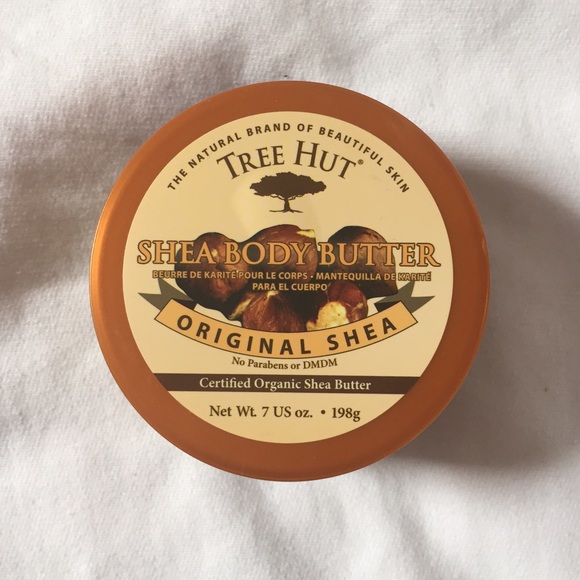 THE NATURAL BRAND OF BEAUTIFUL SKIN
TREE HUT®
SHEA BODY BUTTER
BEURRE DE KARITÉ POUR LE CORPS • MANTEQUILLA DE KARITÉ
PARA EL CUERPO
ORIGINAL SHEA
No Parabens or DMDM
Certified Organic Shea Butter
Net Wt. 7 US oz. • 198g